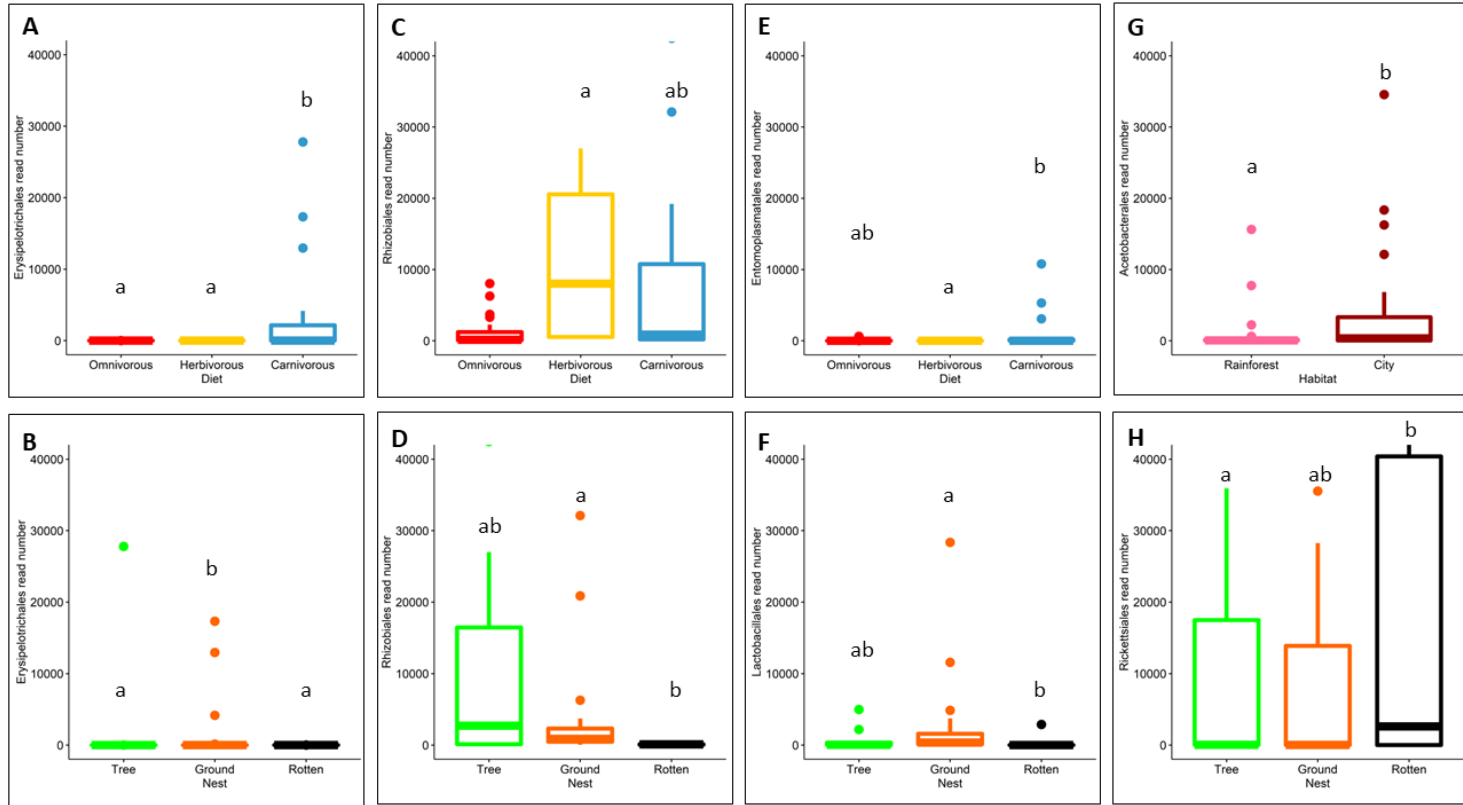 A
Erysipelotrichales read number
40000
30000
20000
10000
0
a
a
b
Omnivorous
Herbivorous
Carnivorous
Diet
C
Rhizobiales read number
40000
30000
20000
10000
0
a
ab
Omnivorous
Herbivorous
Carnivorous
Diet
E
Entomoplasmatales read number
40000
30000
20000
10000
0
ab
a
b
Omnivorous
Herbivorous
Carnivorous
Diet
G
Acetobacterales read number
40000
30000
20000
10000
0
a
b
Rainforest
City
Habitat
B
Erysipelotrichales read number
40000
30000
20000
10000
0
a
b
a
Tree
Ground
Rotten
Nest
D
Rhizobiales read number
40000
30000
20000
10000
0
ab
a
b
Tree
Ground
Rotten
Nest
F
Lactobacillales read number
40000
30000
20000
10000
0
ab
a
b
Tree
Ground
Rotten
Nest
H
Rickettsiales read number
40000
30000
20000
10000
0
a
ab
b
Tree
Ground
Rotten
Nest